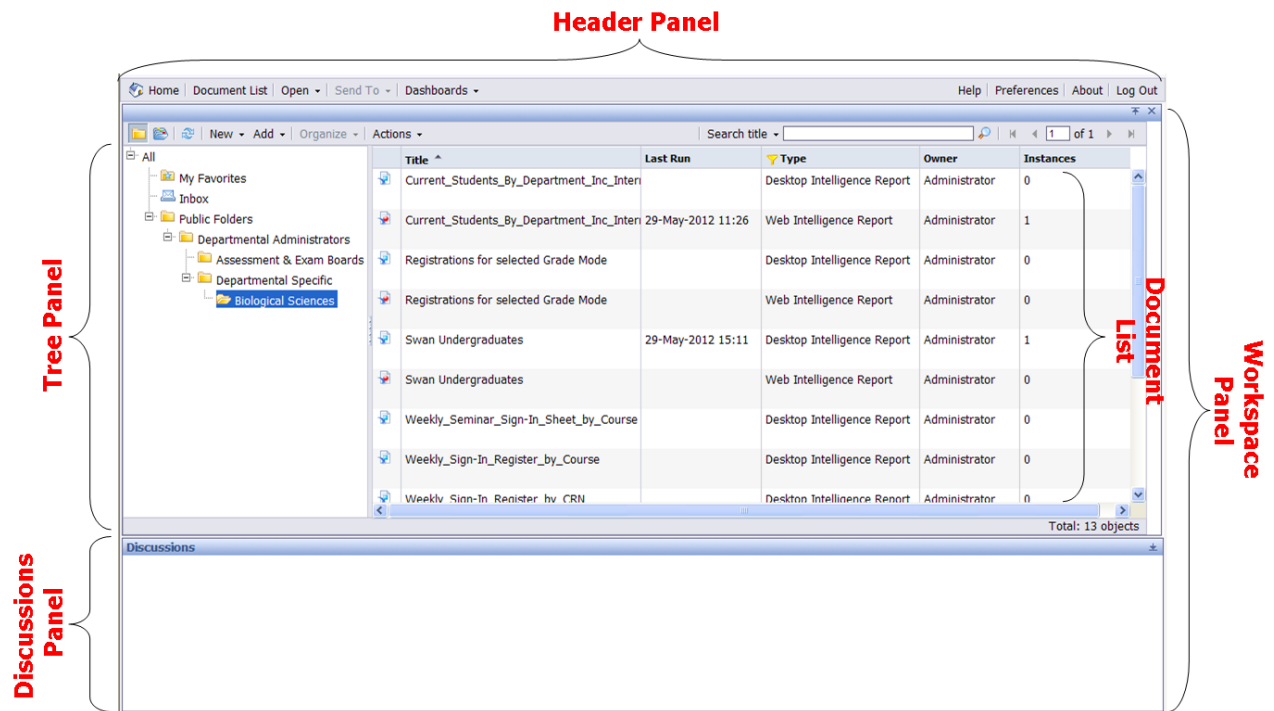 Header Panel
Home Document List Open Send To Dashboards Help Preferences About Log Out
New Add Organize Actions Search title 1 of 1
All
My Favorites
Inbox
Public Folders
Departmental Administrators
Assessment & Exam Boards
Departmental Specific
Biological Sciences
Title Last Run Type Owner Instances
Current_Students_By_Department_Inc_Intern Desktop Intelligence Report Administrator 0
Current_Students_By_Department_Inc_Intern 29-May-2012 11:26 Web Intelligence Report Administrator 1
Registrations for selected Grade Mode Desktop Intelligence Report Administrator 0
Registrations for selected Grade Mode Web Intelligence Report Administrator 0
Swan Undergraduates 29-May-2012 15:11 Desktop Intelligence Report Administrator 1
Swan Undergraduates Web Intelligence Report Administrator 0
Weekly_Seminar_Sign-In_Sheet_by_Course Desktop Intelligence Report Administrator 0
Weekly_Sign-In_Register_by_Course Desktop Intelligence Report Administrator 0
Weekly_Sign-In_Register_by_CRN Desktop Intelligence Report Administrator 0
Total: 13 objects
Discussions
Tree Panel
Discussions
Panel
Document
List
Workspace
Panel